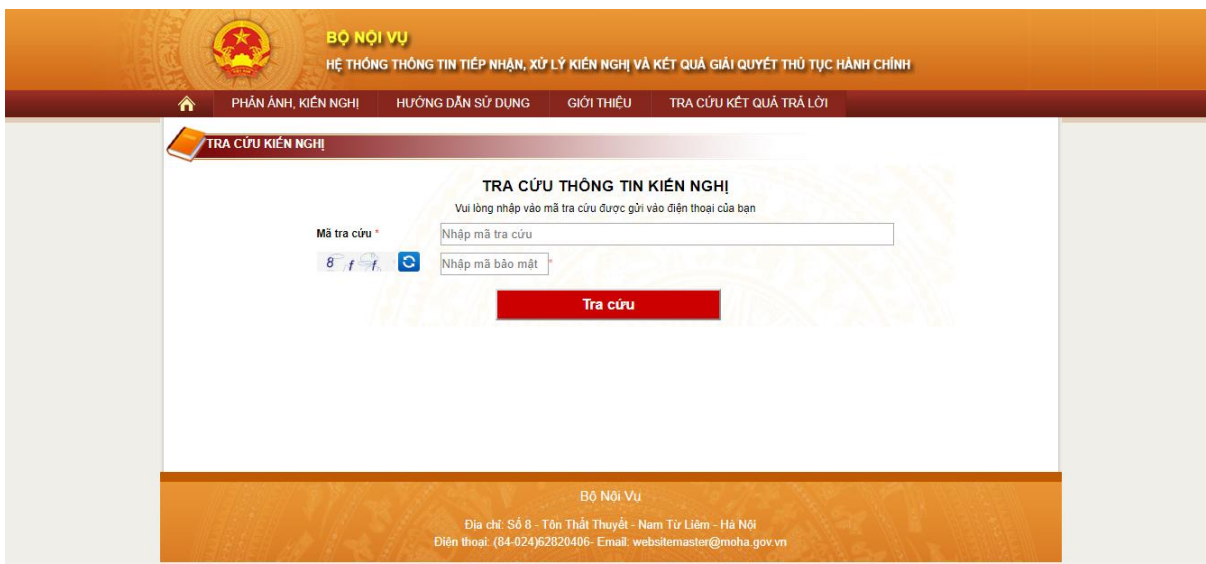 BỘ NỘI VỤ
HỆ THỐNG THÔNG TIN TIẾP NHẬN, XỬ LÝ KIẾN NGHỊ VÀ KẾT QUẢ GIẢI QUYẾT THỦ TỤC HÀNH CHÍNH
PHẢN ÁNH, KIẾN NGHỊ HƯỚNG DẪN SỬ DỤNG GIỚI THIỆU TRA CỨU KẾT QUẢ TRẢ LỜI
TRA CỨU KIẾN NGHỊ
TRA CỨU THÔNG TIN KIẾN NGHỊ
Vui lòng nhập vào mã tra cứu được gửi vào điện thoại của bạn
Mã tra cứu * Nhập mã tra cứu
Nhập mã bảo mật *
Tra cứu
Bộ Nội Vụ
Địa chỉ: Số 8 - Tôn Thất Thuyết - Nam Từ Liêm - Hà Nội
Điện thoại: (84-024)62820406- Email: websitemaster@moha.gov.vn